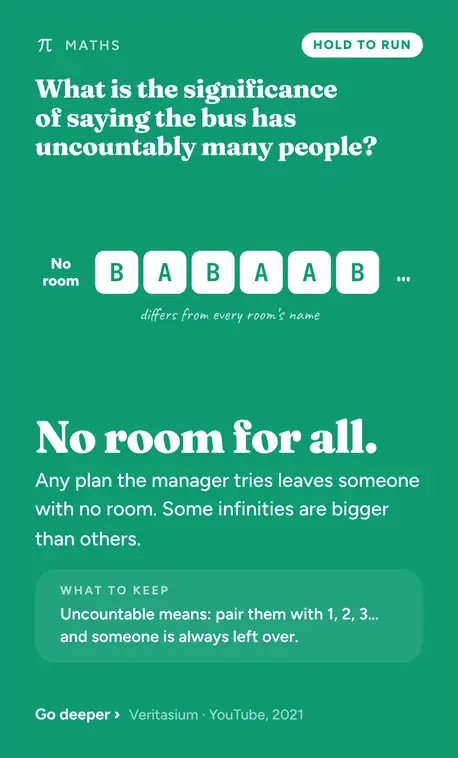 π MATHS
HOLD TO RUN
What is the significance
of saying the bus has
uncountably many people?
No
room
B A B A A B ...
differs from every room's name
No room for all.
Any plan the manager tries leaves someone
with no room. Some infinities are bigger
than others.
WHAT TO KEEP
Uncountable means: pair them with 1, 2, 3...
and someone is always left over.
Go deeper › Veritasium · YouTube, 2021